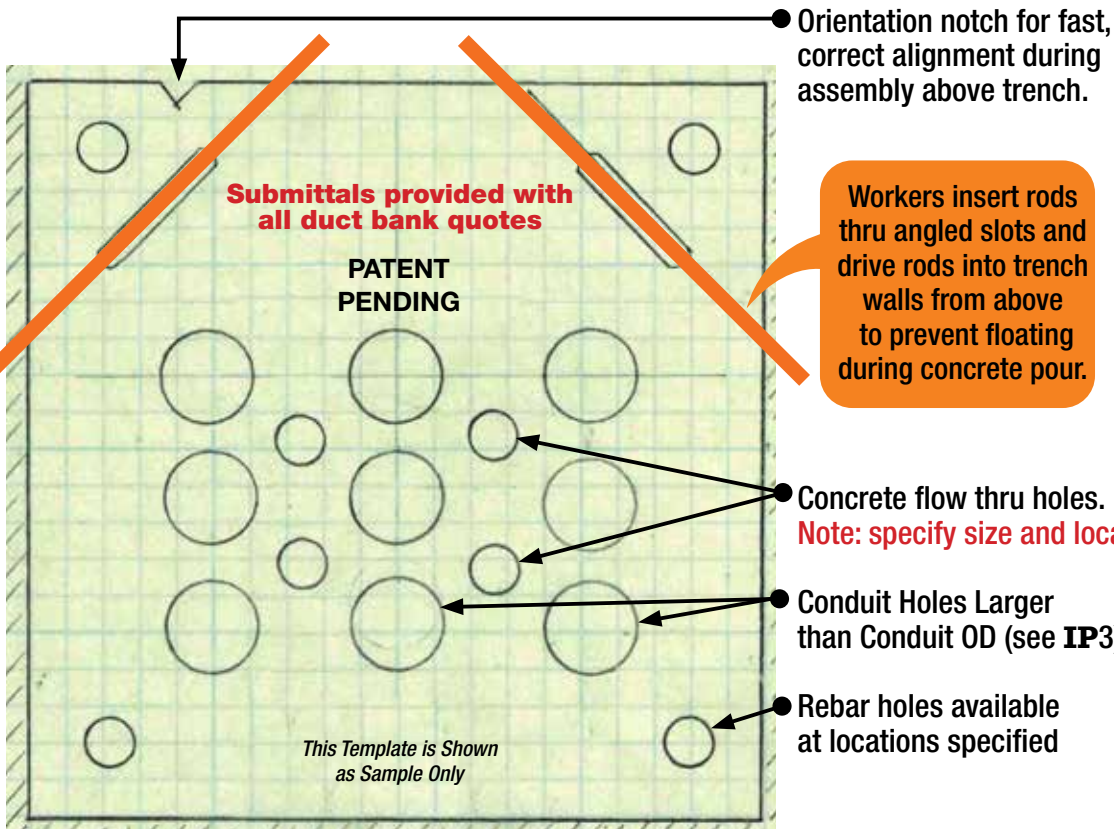 Orientation notch for fast,
correct alignment during
assembly above trench.
Submittals provided with
all duct bank quotes
PATENT
PENDING
Workers insert rods
thru angled slots and
drive rods into trench
walls from above
to prevent floating
during concrete pour.
Concrete flow thru holes.
Note: specify size and loca
Conduit Holes Larger
than Conduit OD (see IP3
Rebar holes available
at locations specified
This Template is Shown
as Sample Only